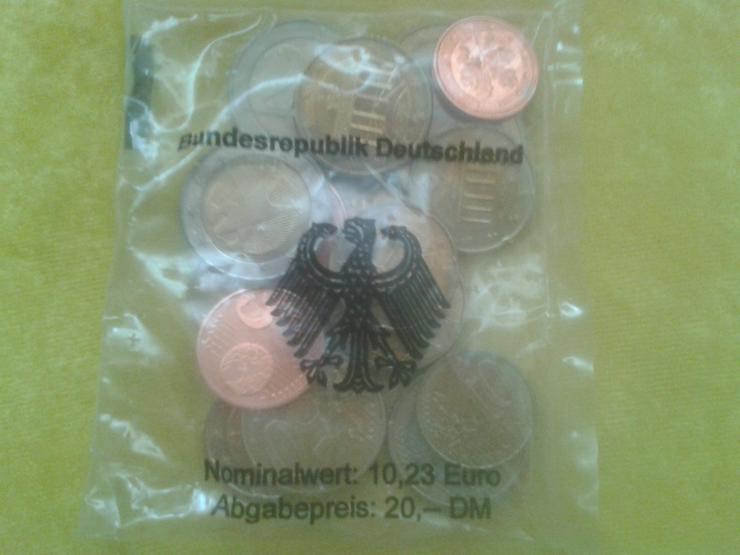 Bundesrepublik Deutschland
Nominalwert: 10,23 Euro
Abgabepreis: 20,– DM